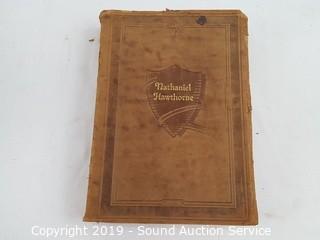 Nathaniel
Hawthorne
Copyright 2019 - Sound Auction Service